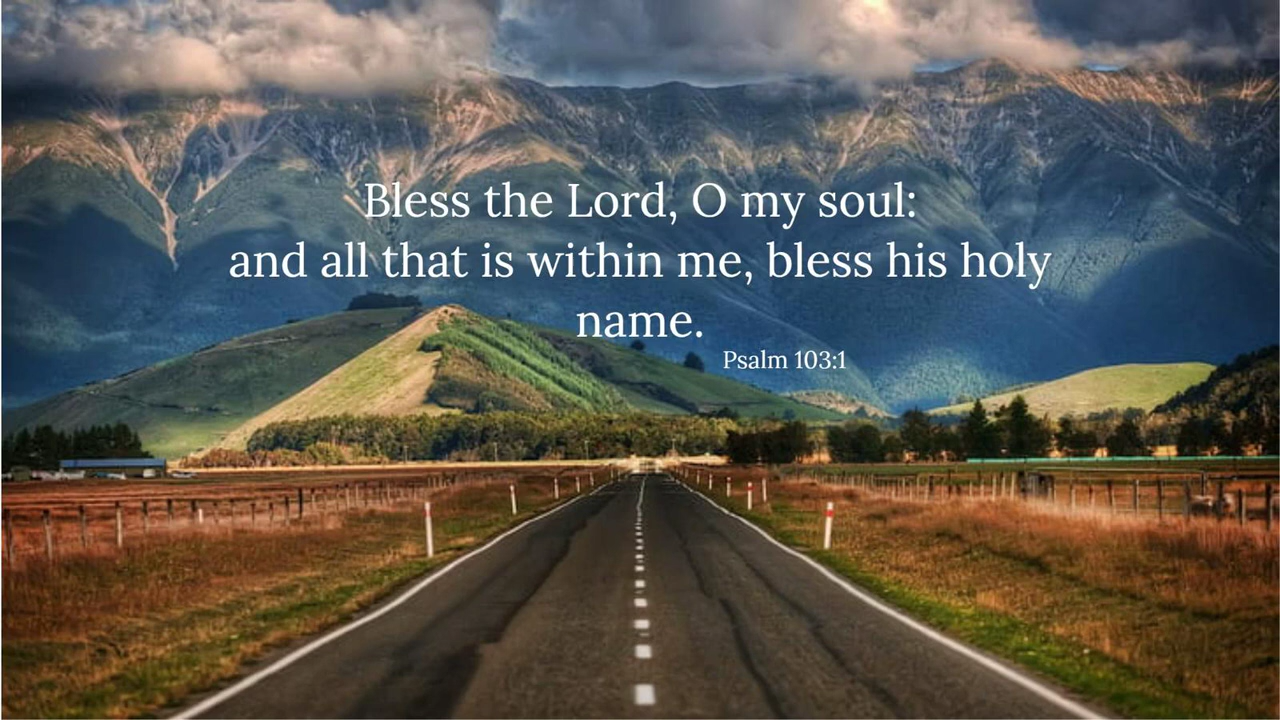 Bless the Lord, O my soul:
and all that is within me, bless his holy
name.
Psalm 103:1